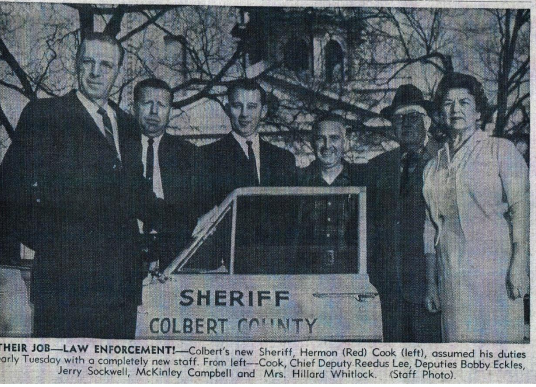 SHERIFF
COLBERT COUNTY
THEIR JOB—LAW ENFORCEMENT!—Colbert's new Sheriff, Hermon (Red) Cook (left), assumed his duties
early Tuesday with a completely new staff. From left—Cook, Chief Deputy Reedus Lee, Deputies Bobby Eckles,
Jerry Sockwell, McKinley Campbell and Mrs. Hillard Whitlock. (Staff Photo)